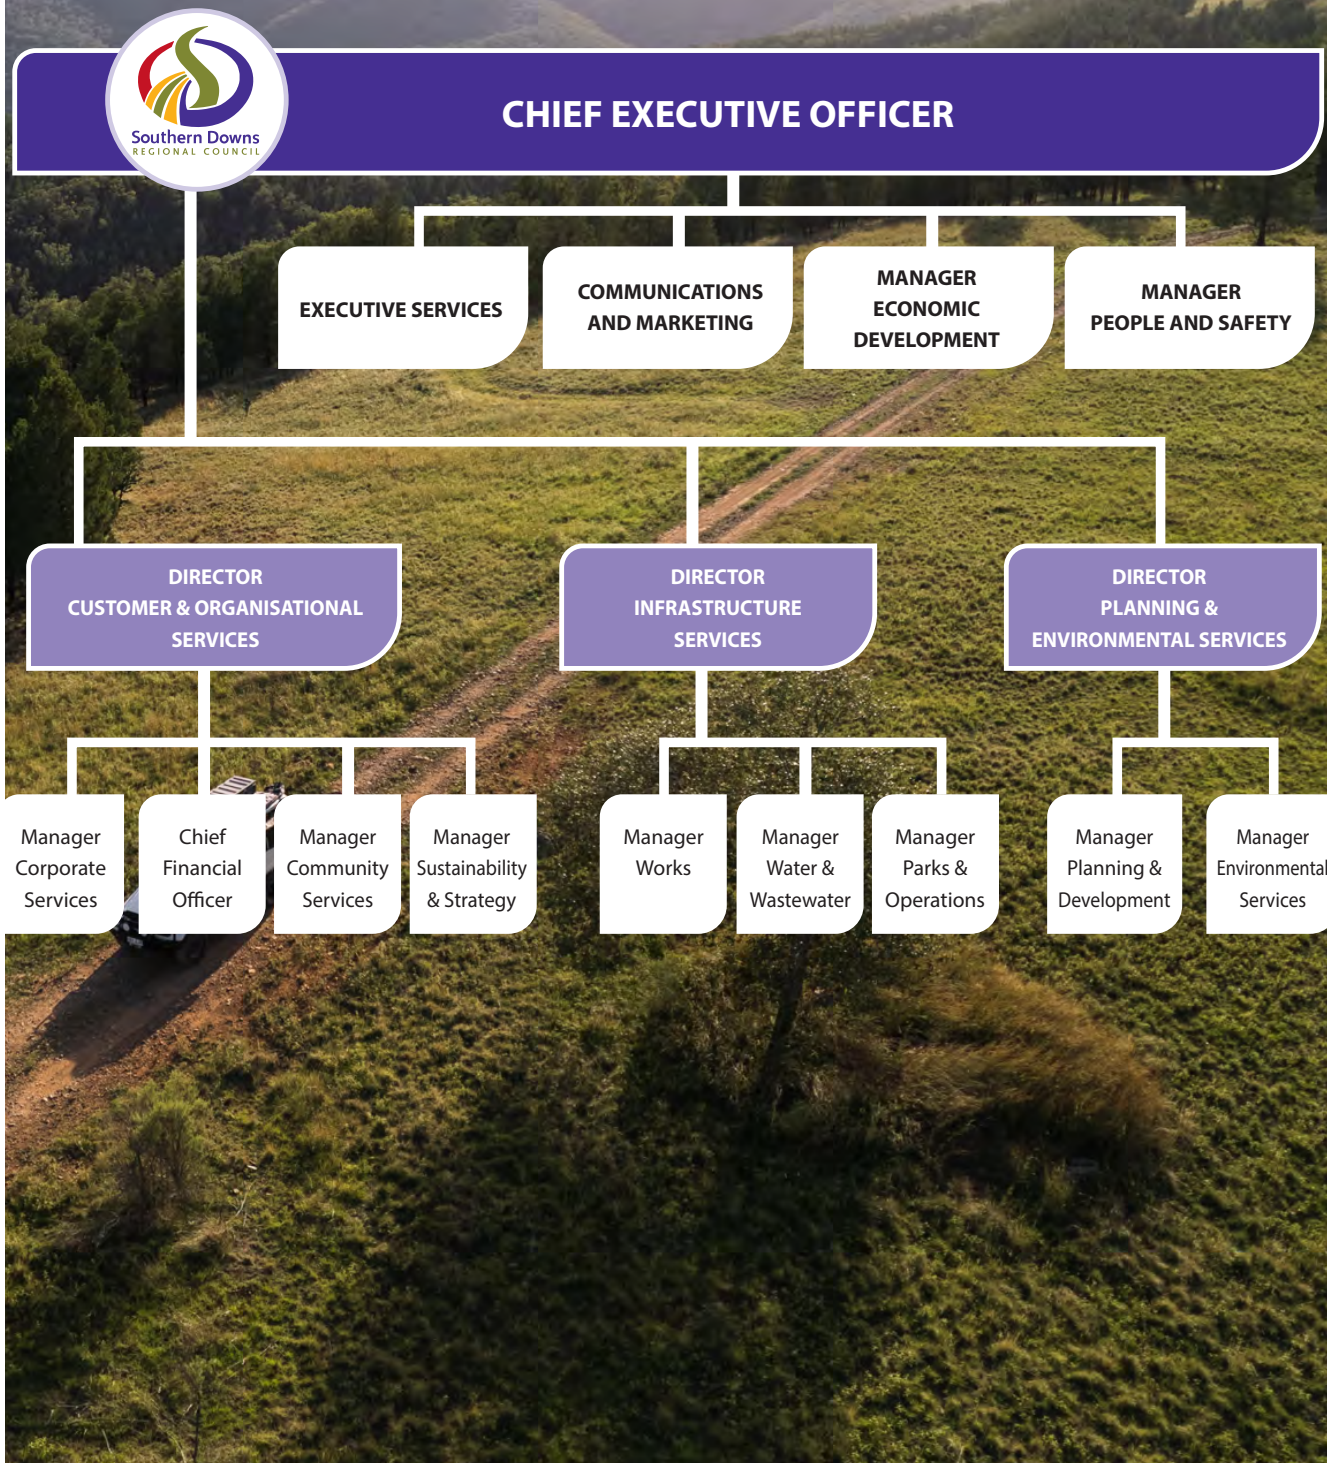 Southern Downs
REGIONAL COUNCIL
CHIEF EXECUTIVE OFFICER
EXECUTIVE SERVICES
COMMUNICATIONS
AND MARKETING
MANAGER
ECONOMIC
DEVELOPMENT
MANAGER
PEOPLE AND SAFETY
DIRECTOR
CUSTOMER & ORGANISATIONAL
SERVICES
DIRECTOR
INFRASTRUCTURE
SERVICES
DIRECTOR
PLANNING &
ENVIRONMENTAL SERVICES
Manager
Corporate
Services
Chief
Financial
Officer
Manager
Community
Services
Manager
Sustainability
& Strategy
Manager
Works
Manager
Water &
Wastewater
Manager
Parks &
Operations
Manager
Planning &
Development
Manager
Environmental
Services